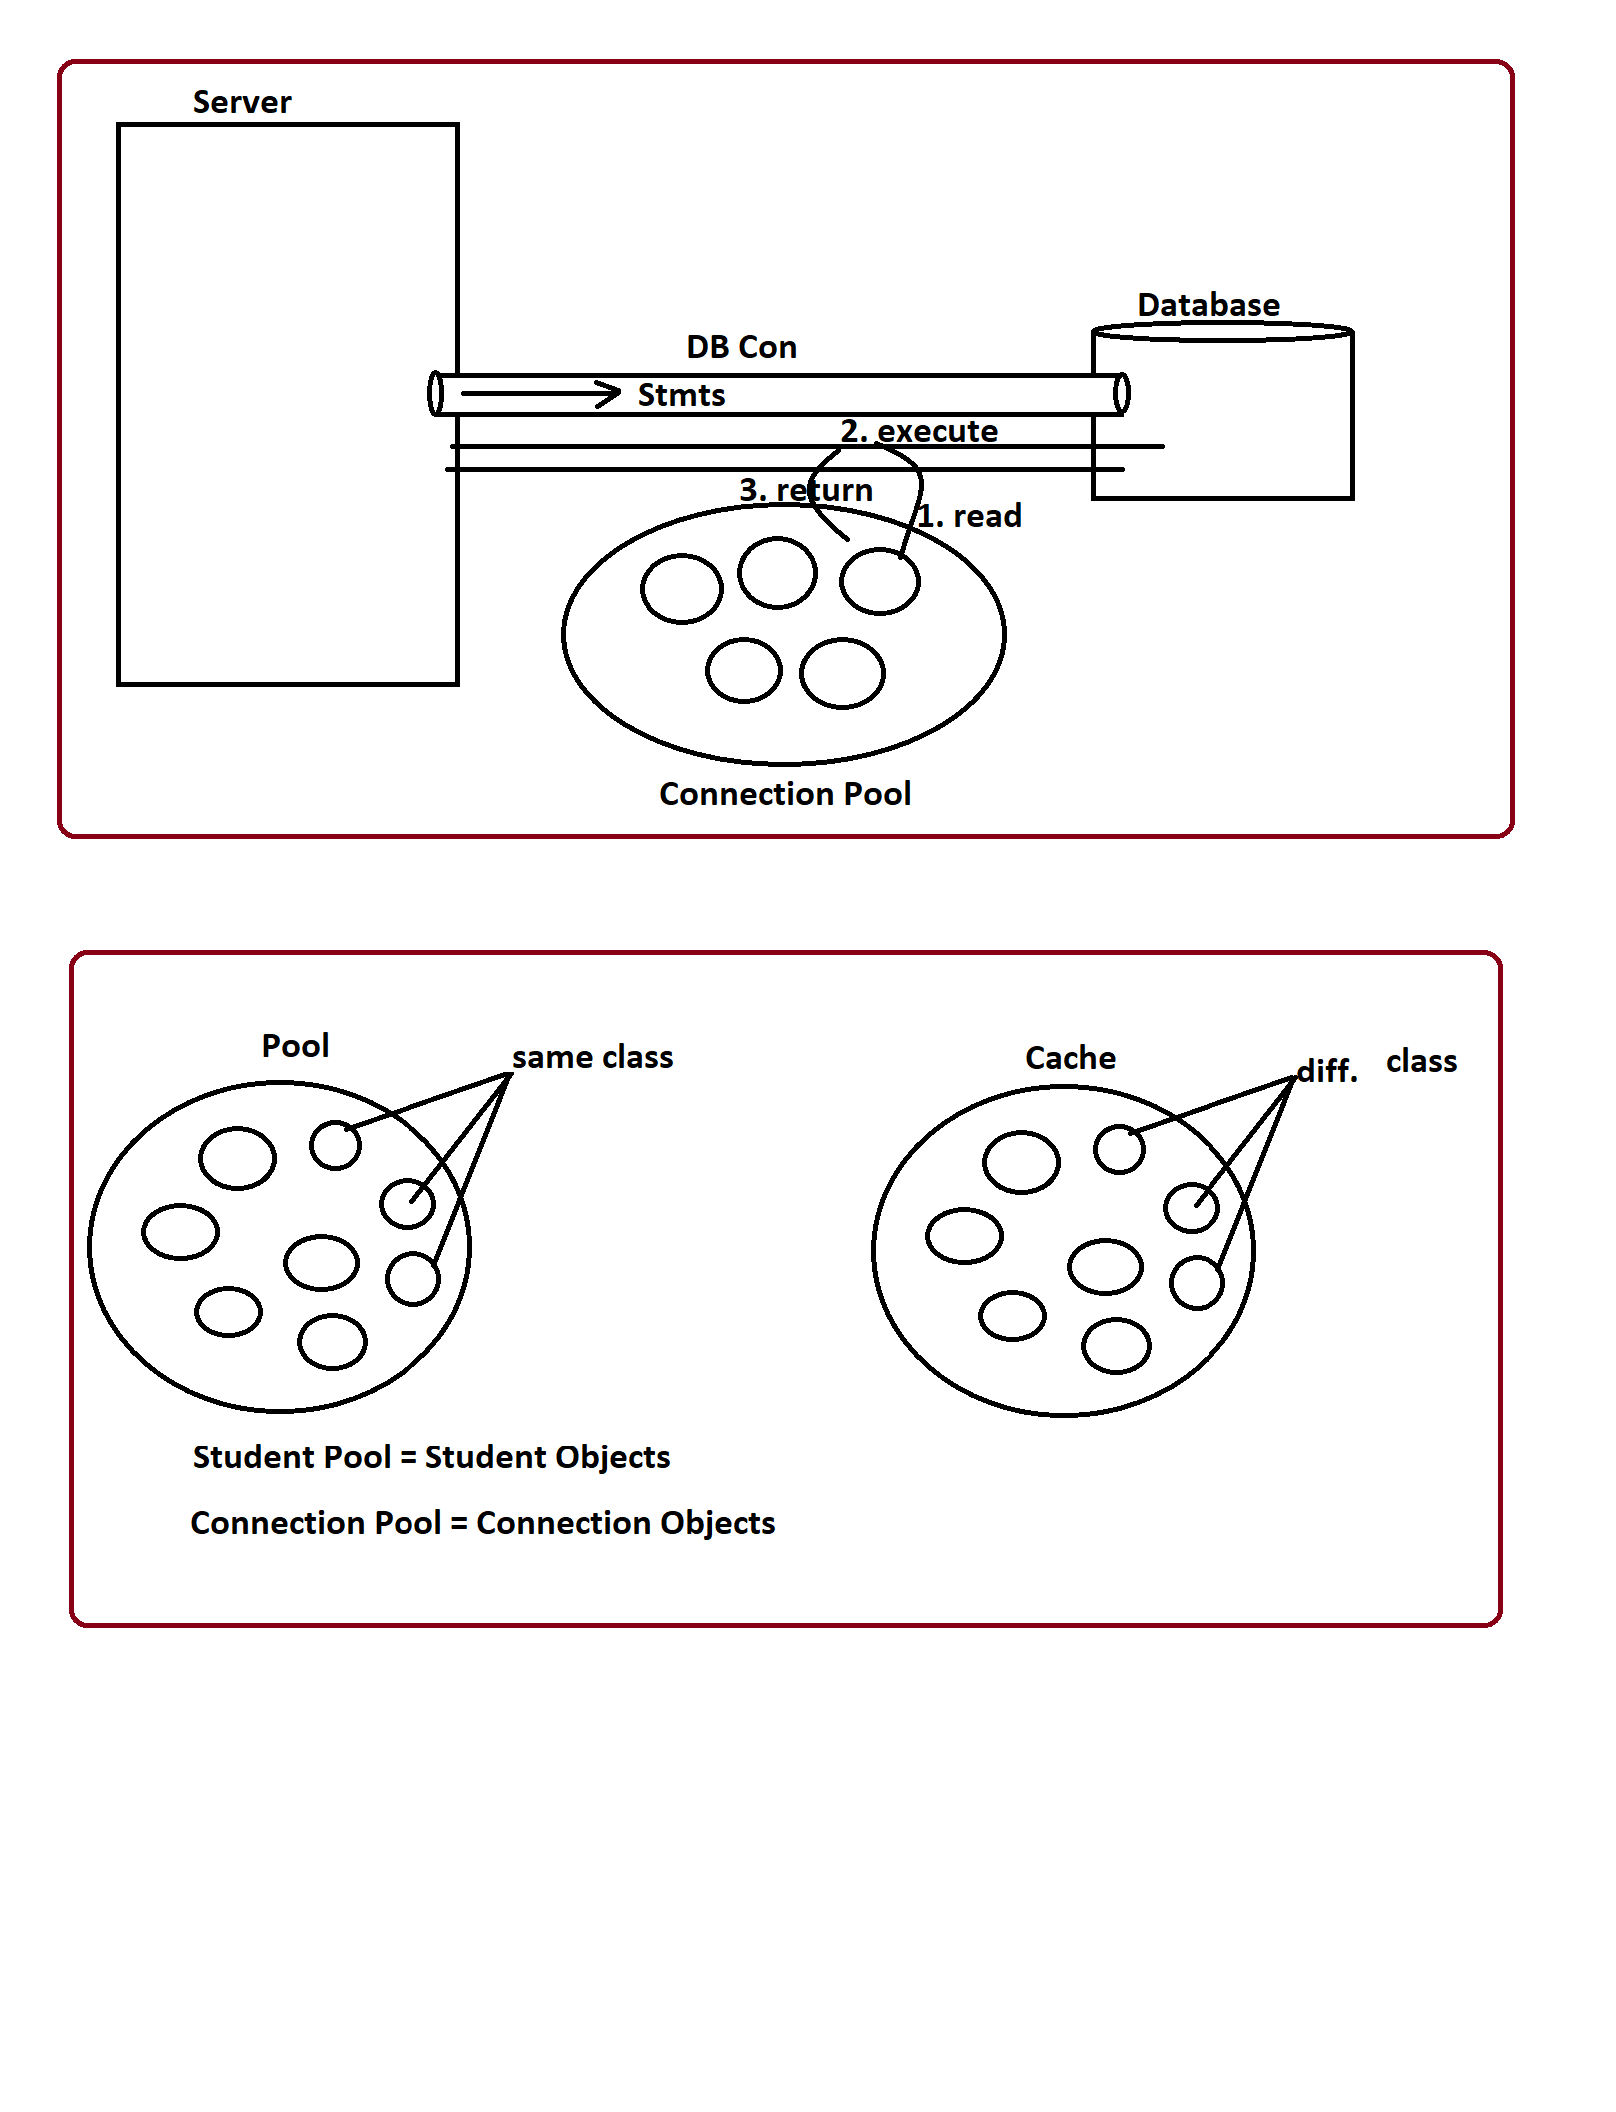 Server
Database
DB Con
Stmts
2. execute
3. return
1. read
Connection Pool
Pool
same class
Cache
diff. class
Student Pool = Student Objects
Connection Pool = Connection Objects